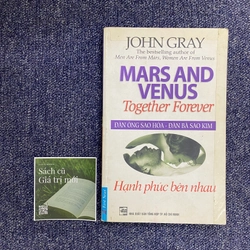 JOHN GRAY
The bestselling author of
Men Are From Mars, Women Are From Venus
MARS AND
VENUS
Together Forever
ĐÀN ÔNG SAO HỎA - ĐÀN BÀ SAO KIM
Hạnh phúc bên nhau
Sách cũ
Giá trị mới